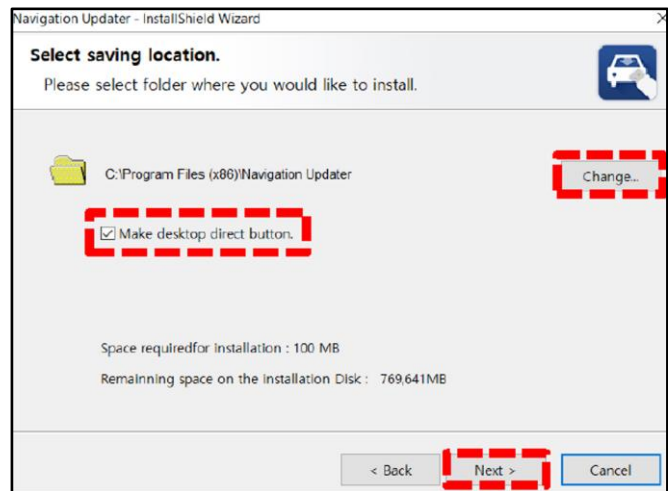 Navigation Updater - InstallShield Wizard
Select saving location.
Please select folder where you would like to install.
C:\Program Files (x86)\Navigation Updater
Change...
Make desktop direct button.
Space requiredfor installation : 100 MB
Remainning space on the Installation Disk : 769,641MB
< Back Next > Cancel